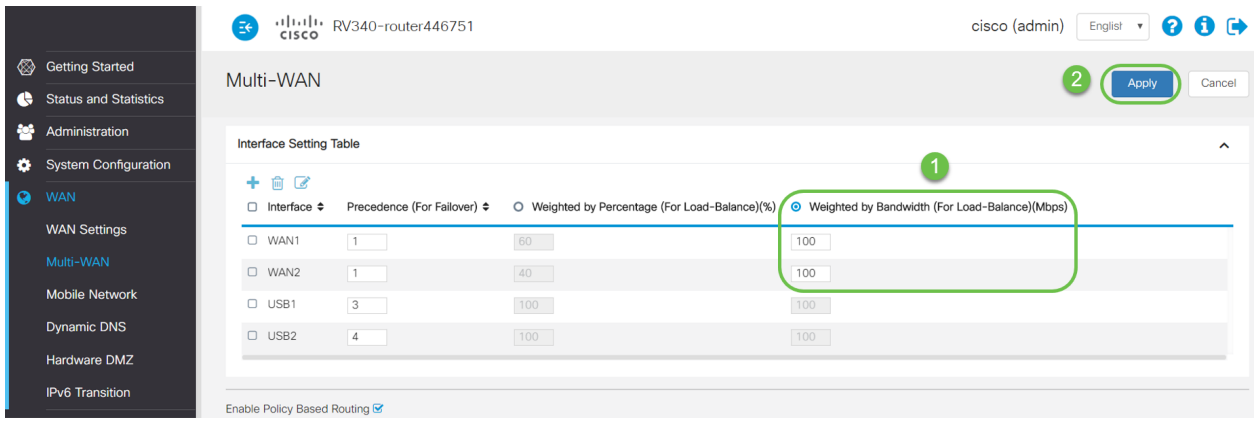 cisco RV340-router446751 cisco (admin) English
Getting Started
Status and Statistics
Administration
System Configuration
WAN
WAN Settings
Multi-WAN
Mobile Network
Dynamic DNS
Hardware DMZ
IPv6 Transition
Multi-WAN 2 Apply Cancel
Interface Setting Table
1
Interface Precedence (For Failover) Weighted by Percentage (For Load-Balance)(%) Weighted by Bandwidth (For Load-Balance)(Mbps)
WAN1 1 60 100
WAN2 1 40 100
USB1 3 100 100
USB2 4 100 100
Enable Policy Based Routing